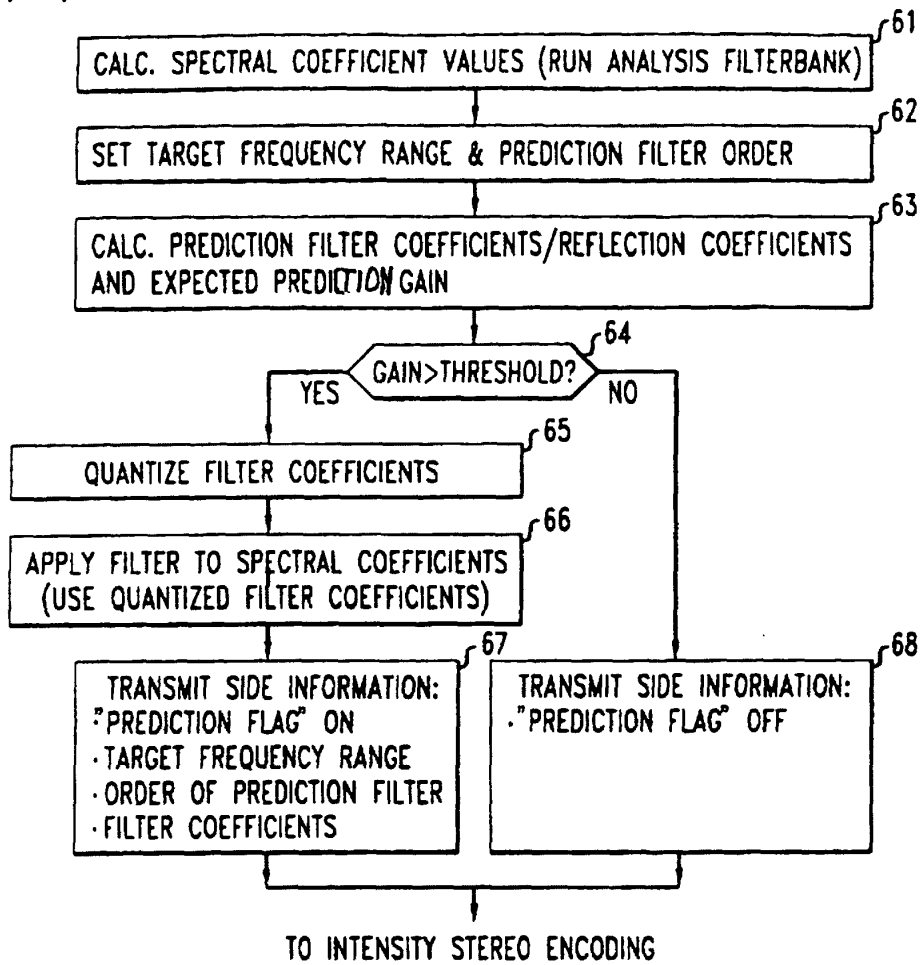 61
CALC. SPECTRAL COEFFICIENT VALUES (RUN ANALYSIS FILTERBANK)
62
SET TARGET FREQUENCY RANGE & PREDICTION FILTER ORDER
63
CALC. PREDICTION FILTER COEFFICIENTS/REFLECTION COEFFICIENTS
AND EXPECTED PREDICTION GAIN
64
GAIN>THRESHOLD?
YES
NO
65
QUANTIZE FILTER COEFFICIENTS
66
APPLY FILTER TO SPECTRAL COEFFICIENTS
(USE QUANTIZED FILTER COEFFICIENTS)
67
TRANSMIT SIDE INFORMATION:
·"PREDICTION FLAG" ON
·TARGET FREQUENCY RANGE
·ORDER OF PREDICTION FILTER
·FILTER COEFFICIENTS
68
TRANSMIT SIDE INFORMATION:
·"PREDICTION FLAG" OFF
TO INTENSITY STEREO ENCODING